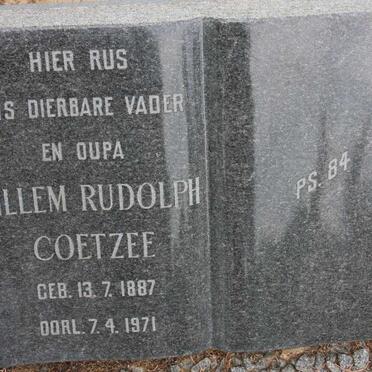 HIER RUS
DIERBARE VADER
EN OUPA
RUDOLPH
COETZEE
GEB. 13.7.1887
OORL. 7.4.1971
PS. 84